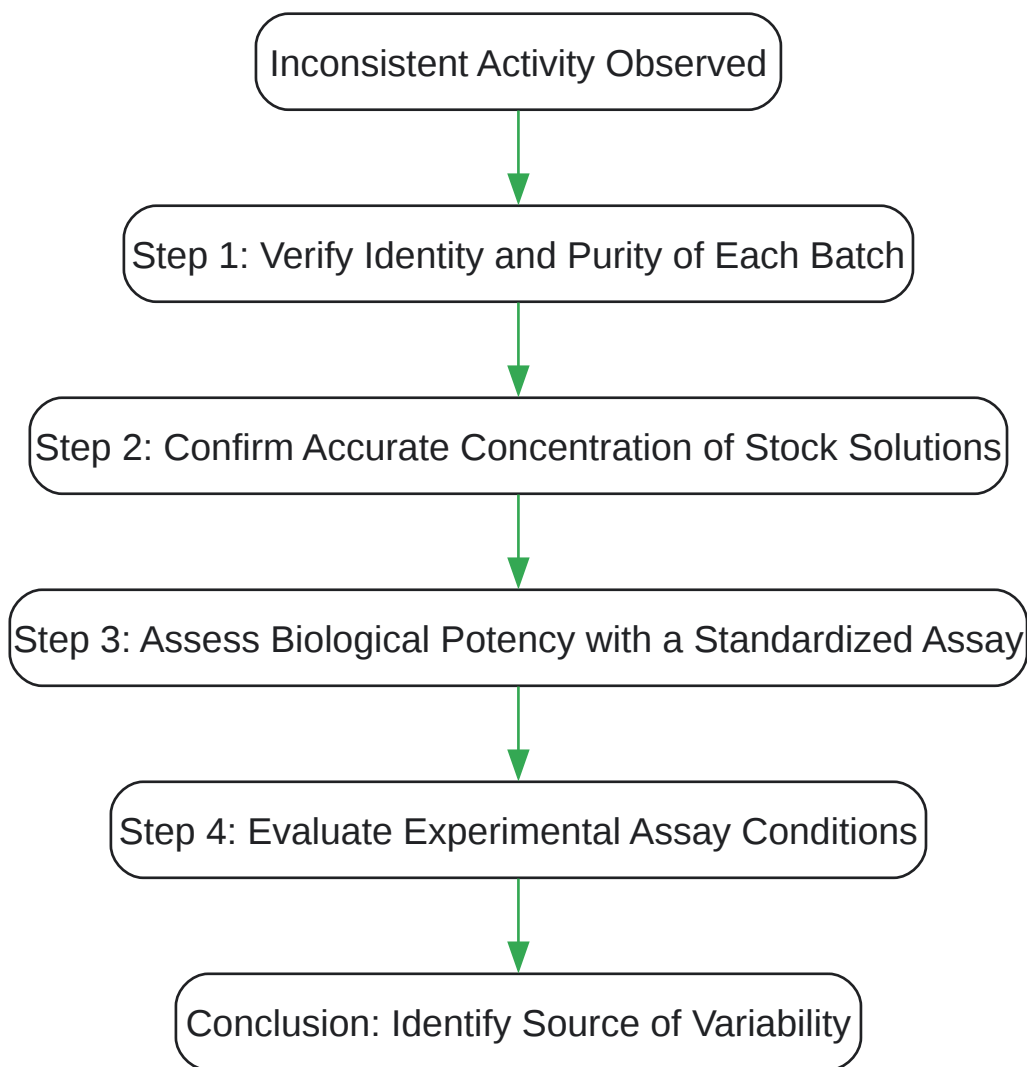 Inconsistent Activity Observed
Step 1: Verify Identity and Purity of Each Batch
Step 2: Confirm Accurate Concentration of Stock Solutions
Step 3: Assess Biological Potency with a Standardized Assay
Step 4: Evaluate Experimental Assay Conditions
Conclusion: Identify Source of Variability